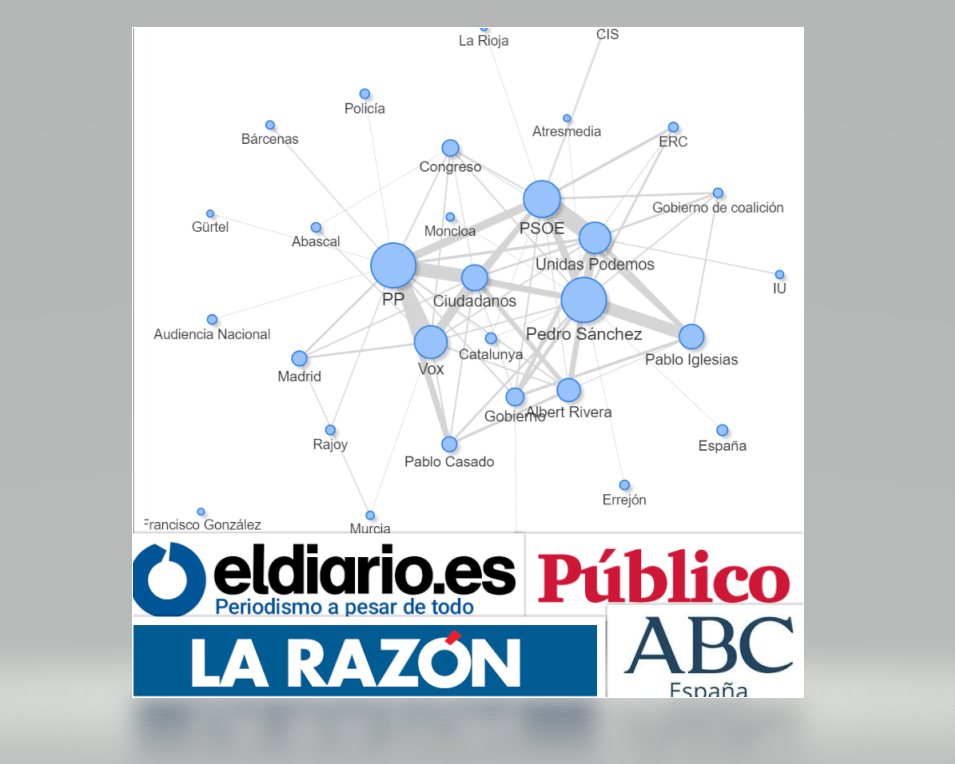 La Rioja
CIS
Policía
Bárcenas
Atresmedia
ERC
Congreso
Gobierno de coalición
Gürtel
Abascal
Moncloa
PSOE
Unidas Podemos
IU
PP
Ciudadanos
Audiencia Nacional
Pedro Sánchez
Catalunya
Pablo Iglesias
Madrid
Vox
Gobierno
Albert Rivera
Rajoy
España
Pablo Casado
Errejón
Francisco González
Murcia
eldiario.es
Periodismo a pesar de todo
Público
LA RAZÓN
ABC
España